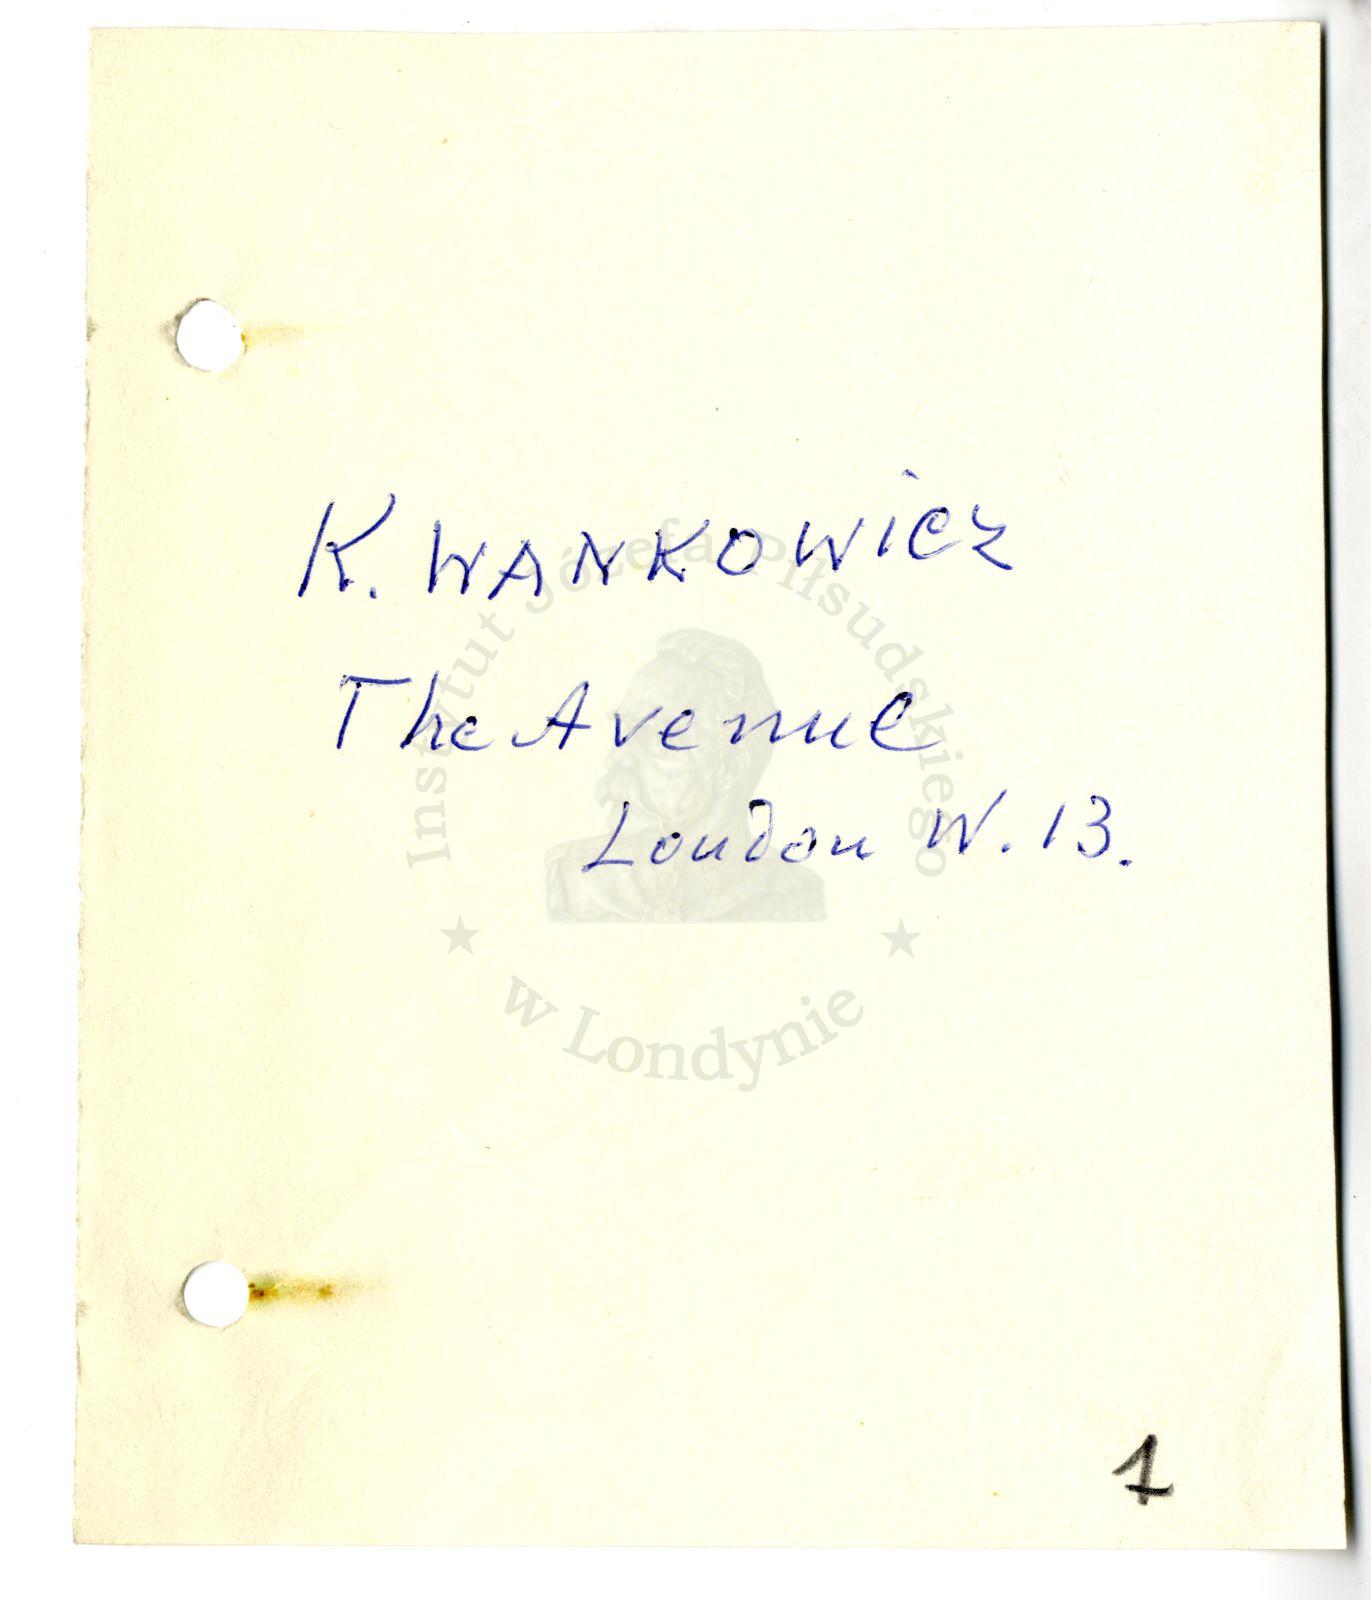 K. WANKOWICZ
The Avenue
London W. 13.
Instytut Józefa Piłsudskiego
w Londynie
1